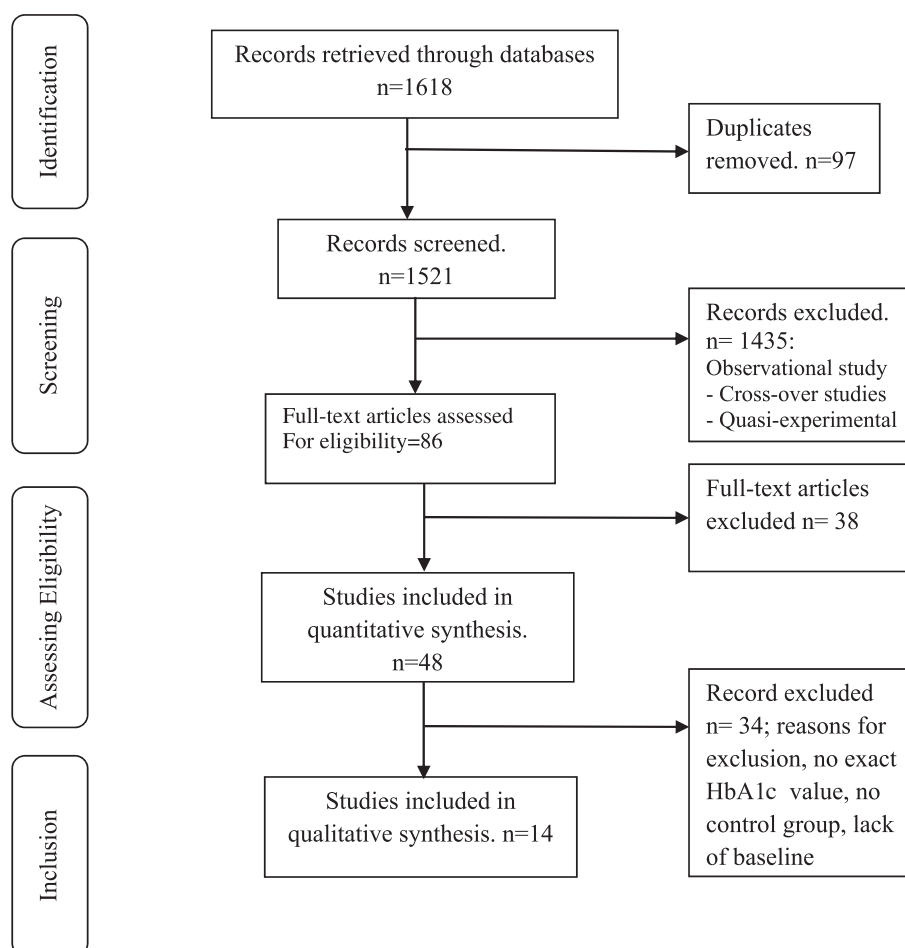 Identification
Records retrieved through databases
n=1618
Duplicates
removed. n=97
Screening
Records screened.
n=1521
Records excluded.
n= 1435:
Observational study
- Cross-over studies
- Quasi-experimental
Full-text articles assessed
For eligibility=86
Assessing Eligibility
Full-text articles
excluded n= 38
Studies included in
quantitative synthesis.
n=48
Record excluded
n= 34; reasons for
exclusion, no exact
HbA1c value, no
control group, lack
of baseline
Inclusion
Studies included in
qualitative synthesis. n=14